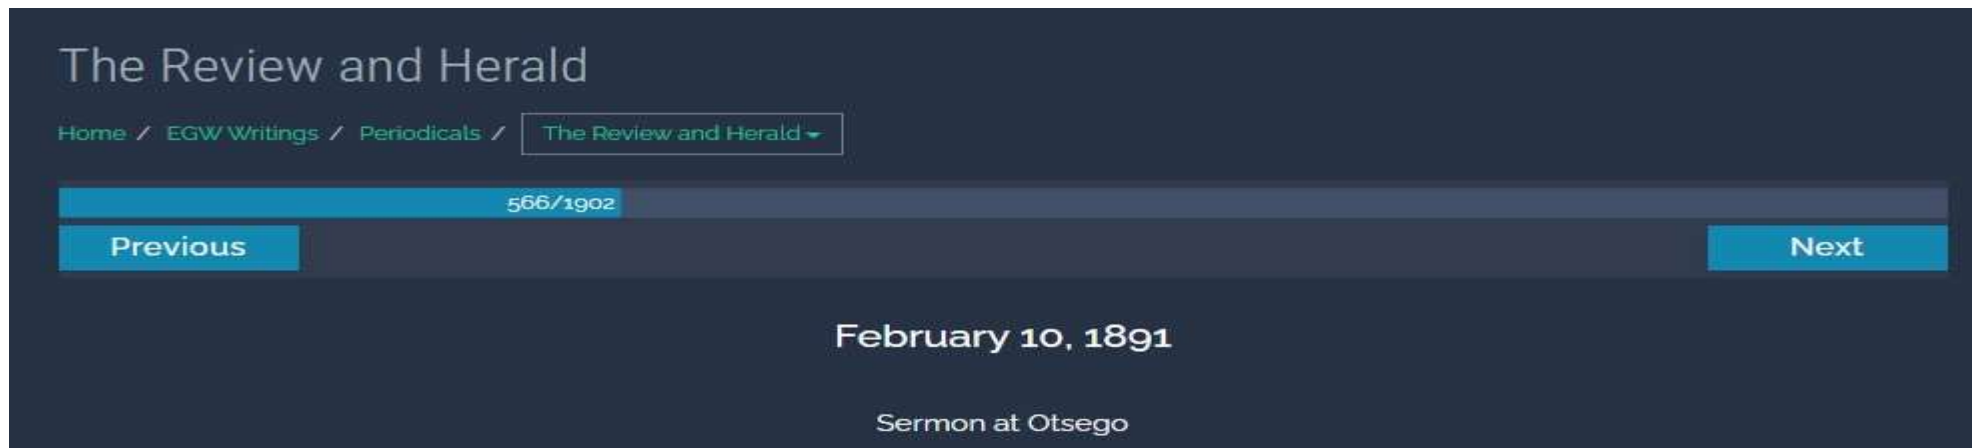 The Review and Herald
Home / EGW Writings / Periodicals / The Review and Herald
566/1902
Previous Next
February 10, 1891
Sermon at Otsego